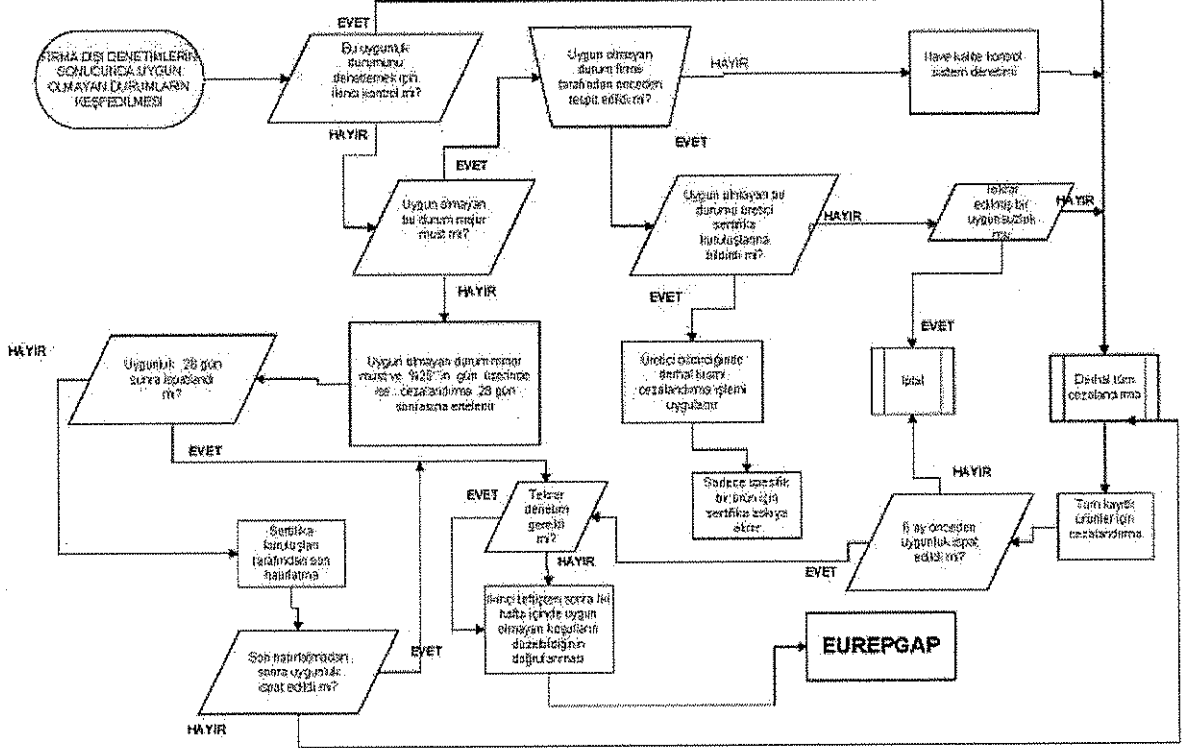 EVET
FIRMA DIŞI DENETİMLERİN
SONUCUNDA UYGUN
OLMAYAN DURUMLARIN
KEŞFEDİLMESİ
Bu uygunluk
durumunu
denetlemek için
ikinci kontrol mi?
Uygun olmayan
durum firma
tarafından önceden
tespit edildi mi?
HAYIR
İlave kalite kontrol
sistem denetimi
HAYIR
EVET
EVET
Uygun olmayan
bu durum majör
must mı?
Uygun olmayan bu
durumu üretici
sertifika
kuruluşlarına
bildirdi mi?
HAYIR
Tekrar
edilmiş bir
uygunsuzluk
mu
HAYIR
HAYIR
EVET
EVET
HAYIR
Uygunluk 28 gün
sonra ispatlandı
mı?
Uygun olmayan durum minör
must ve %20'in gün üzerinde
ise cezalandırma 28 gün
sonrasına ertelenir
Üretici bildirdiğinde
derhal kısmi
cezalandırma işlemi
uygulanır
İptal
Derhal tüm
cezalandırma
EVET
HAYIR
EVET
Tekrar
denetim
gerekli
mi?
Sadece spesifik
bir ürün için
sertifika askıya
alınır
6 ay önceden
uygunluk ispat
edildi mi?
Tüm kayıtlı
ürünler için
cezalandırma
Sertifika
kuruluşları
tarafından son
hatırlatma
HAYIR
EVET
İkinci teftişten sonra iki
hafta içinde uygun
olmayan koşulların
düzeltildiğinin
doğrulanması
EUREPGAP
Son hatırlatmadan
sonra uygunluk
ispat edildi mi?
EVET
HAYIR